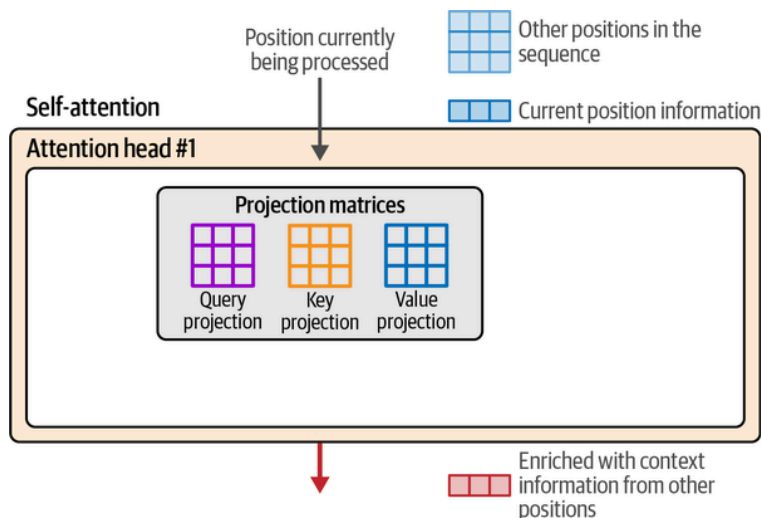 Position currently
being processed
Other positions in the
sequence
Current position information
Self-attention
Attention head #1
Projection matrices
Query
projection
Key
projection
Value
projection
Enriched with context
information from other
positions